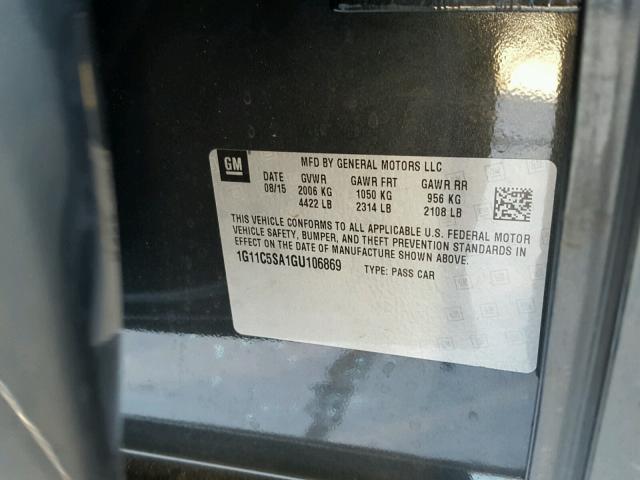 GM
MFD BY GENERAL MOTORS LLC
DATE GVWR GAWR FRT GAWR RR
08/15 2006 KG 1050 KG 956 KG
4422 LB 2314 LB 2108 LB
THIS VEHICLE CONFORMS TO ALL APPLICABLE U.S. FEDERAL MOTOR
VEHICLE SAFETY, BUMPER, AND THEFT PREVENTION STANDARDS IN
EFFECT ON THE DATE OF MANUFACTURE SHOWN ABOVE.
1G11C5SA1GU106869 TYPE: PASS CAR